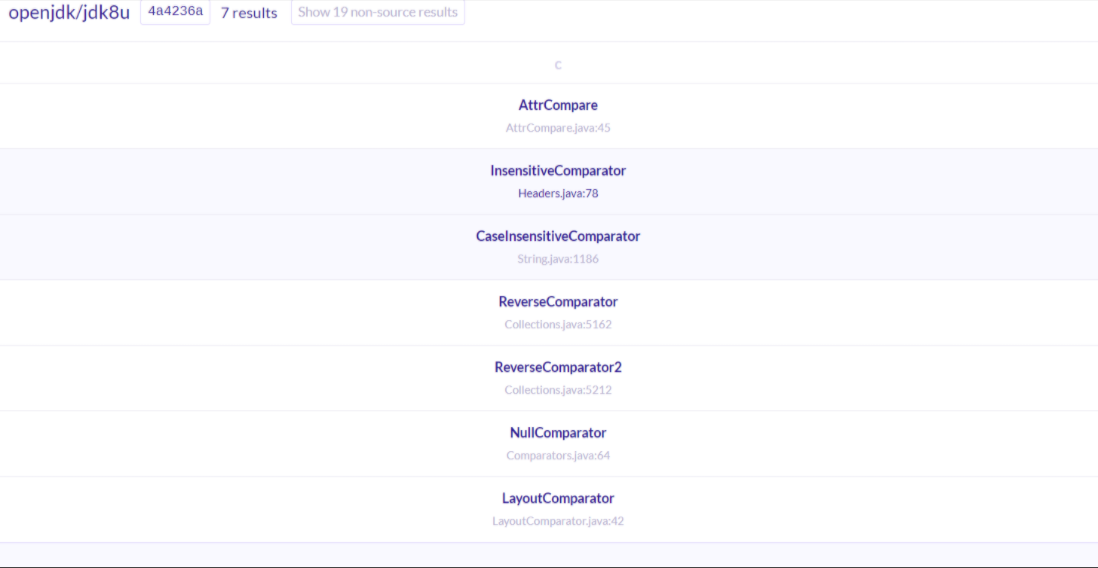 openjdk/jdk8u 4a4236a 7 results Show 19 non-source results
c
AttrCompare
AttrCompare.java:45
InsensitiveComparator
Headers.java:78
CaseInsensitiveComparator
String.java:1186
ReverseComparator
Collections.java:5162
ReverseComparator2
Collections.java:5212
NullComparator
Comparators.java:64
LayoutComparator
LayoutComparator.java:42